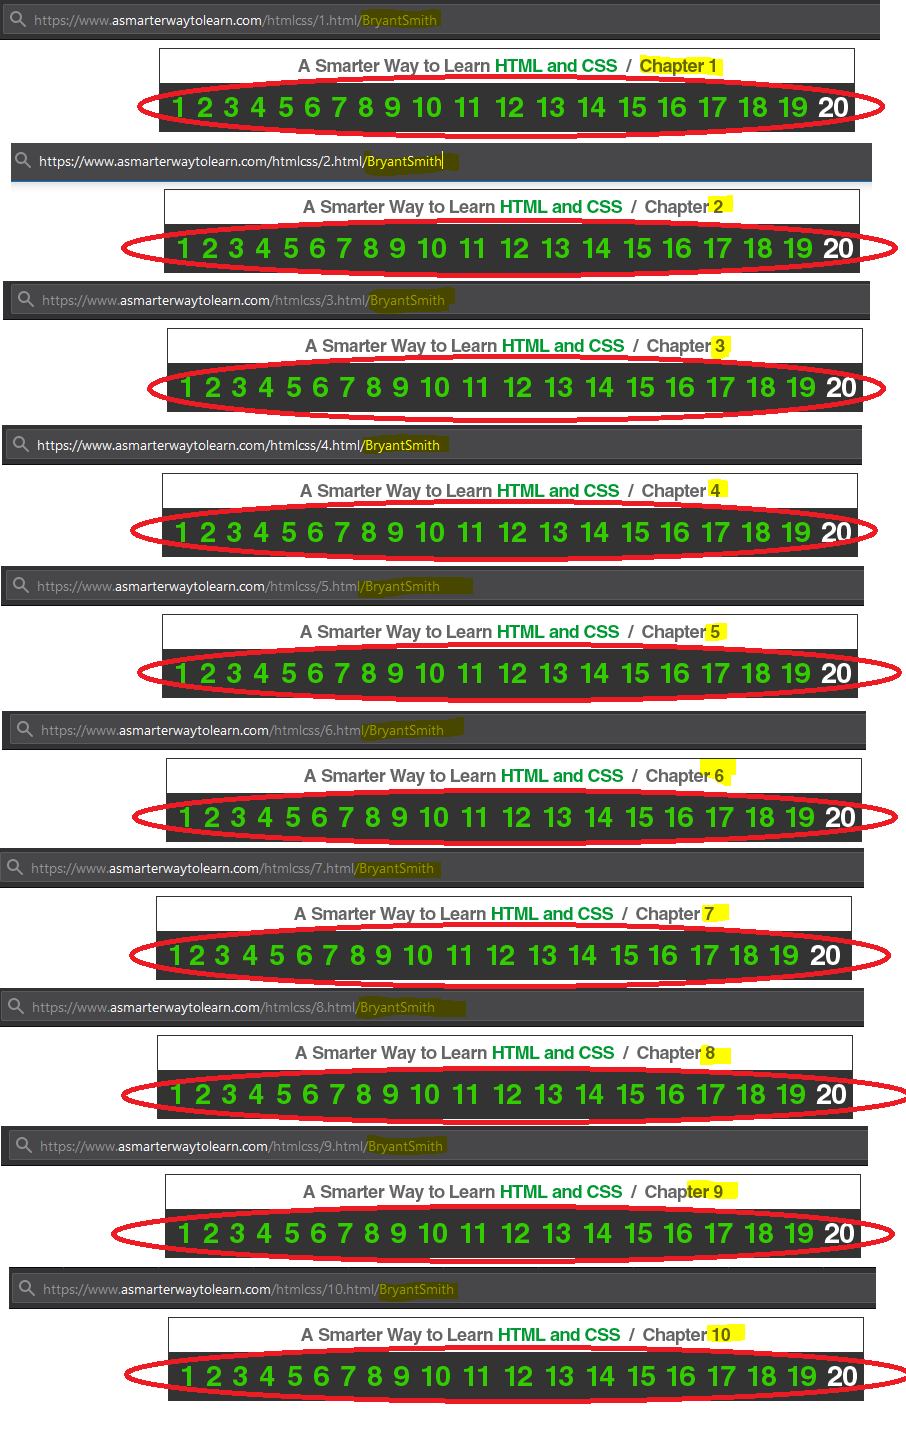 https://www.asmarterwaytolearn.com/htmlcss/1.html/BryantSmith
A Smarter Way to Learn HTML and CSS / Chapter 1
1 2 3 4 5 6 7 8 9 10 11 12 13 14 15 16 17 18 19 20
https://www.asmarterwaytolearn.com/htmlcss/2.html/BryantSmith
A Smarter Way to Learn HTML and CSS / Chapter 2
1 2 3 4 5 6 7 8 9 10 11 12 13 14 15 16 17 18 19 20
https://www.asmarterwaytolearn.com/htmlcss/3.html/BryantSmith
A Smarter Way to Learn HTML and CSS / Chapter 3
1 2 3 4 5 6 7 8 9 10 11 12 13 14 15 16 17 18 19 20
https://www.asmarterwaytolearn.com/htmlcss/4.html/BryantSmith
A Smarter Way to Learn HTML and CSS / Chapter 4
1 2 3 4 5 6 7 8 9 10 11 12 13 14 15 16 17 18 19 20
https://www.asmarterwaytolearn.com/htmlcss/5.html/BryantSmith
A Smarter Way to Learn HTML and CSS / Chapter 5
1 2 3 4 5 6 7 8 9 10 11 12 13 14 15 16 17 18 19 20
https://www.asmarterwaytolearn.com/htmlcss/6.html/BryantSmith
A Smarter Way to Learn HTML and CSS / Chapter 6
1 2 3 4 5 6 7 8 9 10 11 12 13 14 15 16 17 18 19 20
https://www.asmarterwaytolearn.com/htmlcss/7.html/BryantSmith
A Smarter Way to Learn HTML and CSS / Chapter 7
1 2 3 4 5 6 7 8 9 10 11 12 13 14 15 16 17 18 19 20
https://www.asmarterwaytolearn.com/htmlcss/8.html/BryantSmith
A Smarter Way to Learn HTML and CSS / Chapter 8
1 2 3 4 5 6 7 8 9 10 11 12 13 14 15 16 17 18 19 20
https://www.asmarterwaytolearn.com/htmlcss/9.html/BryantSmith
A Smarter Way to Learn HTML and CSS / Chapter 9
1 2 3 4 5 6 7 8 9 10 11 12 13 14 15 16 17 18 19 20
https://www.asmarterwaytolearn.com/htmlcss/10.html/BryantSmith
A Smarter Way to Learn HTML and CSS / Chapter 10
1 2 3 4 5 6 7 8 9 10 11 12 13 14 15 16 17 18 19 20